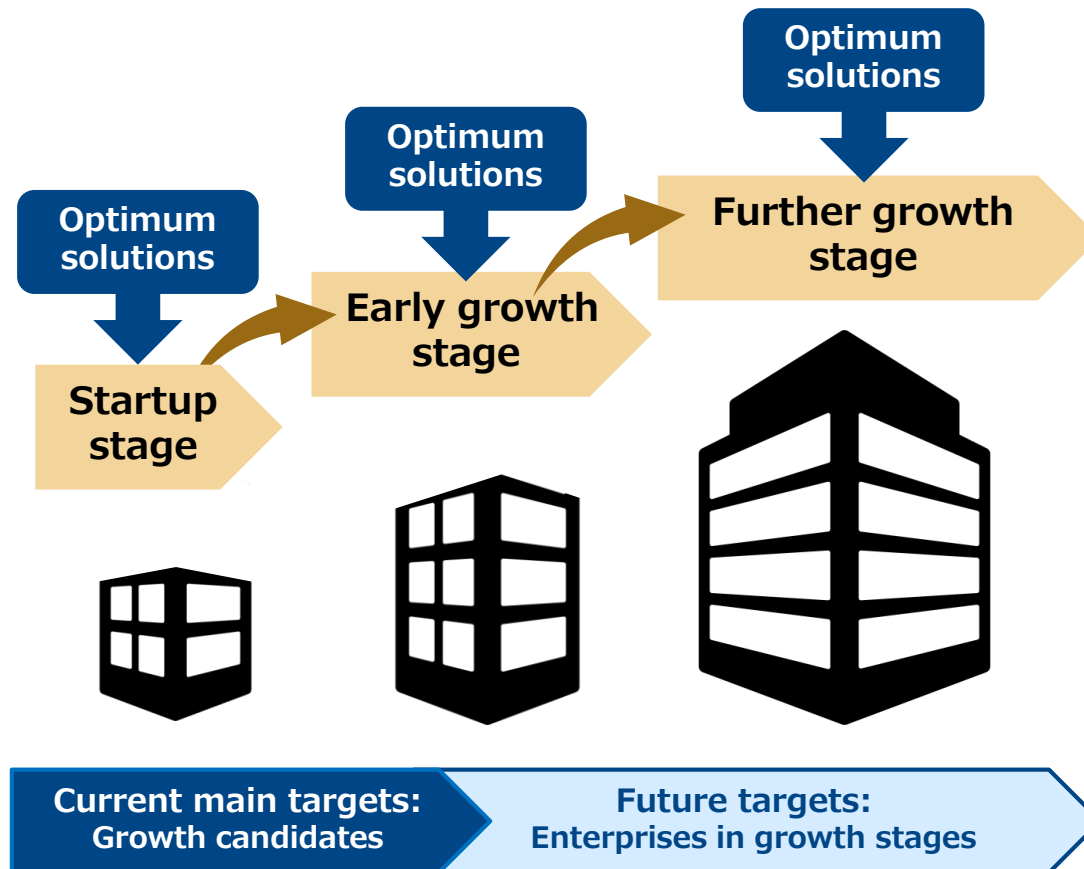 Optimum
solutions
Startup
stage
Optimum
solutions
Early growth
stage
Optimum
solutions
Further growth
stage
Current main targets:
Growth candidates
Future targets:
Enterprises in growth stages